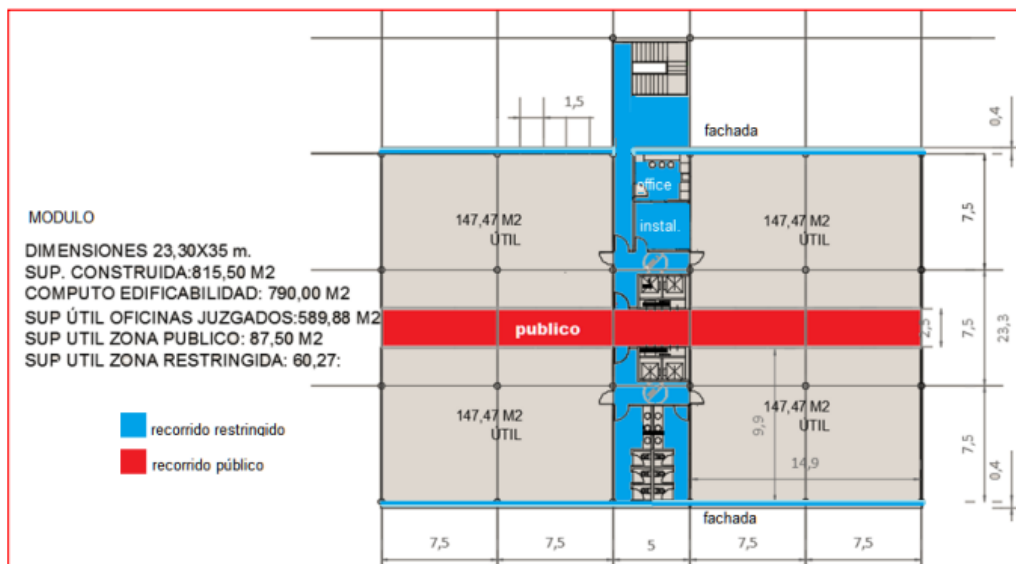 1,5
fachada
0,4
office
147,47 M2
ÚTIL
instal.
147,47 M2
ÚTIL
7,5
MODULO
DIMENSIONES 23,30X35 m.
SUP. CONSTRUIDA:815,50 M2
COMPUTO EDIFICABILIDAD: 790,00 M2
SUP ÚTIL OFICINAS JUZGADOS:589,88 M2
SUP UTIL ZONA PUBLICO: 87,50 M2
SUP UTIL ZONA RESTRINGIDA: 60,27:
publico
2,5
7,5
23,3
recorrido restringido
recorrido público
147,47 M2
ÚTIL
147,47 M2
ÚTIL
9,9
14,9
7,5
0,4
fachada
7,5
7,5
5
7,5
7,5